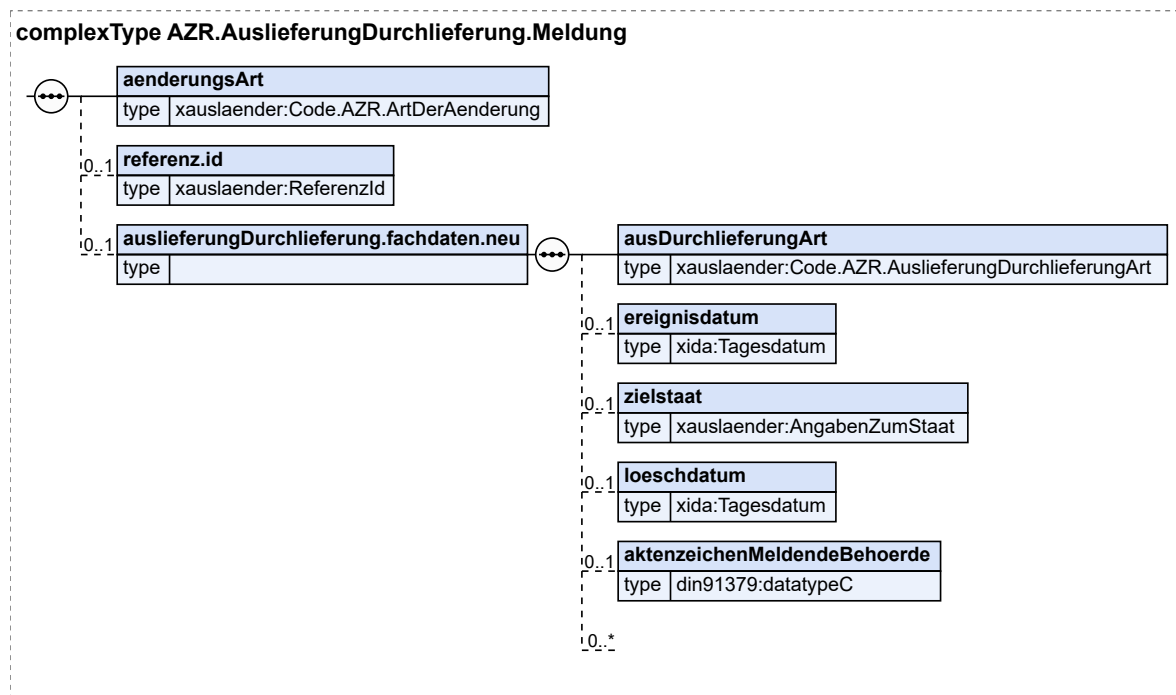 complexType AZR.AuslieferungDurchlieferung.Meldung
aenderungsArt
type xauslaender:Code.AZR.ArtDerAenderung
0..1 referenz.id
type xauslaender:ReferenzId
0..1 auslieferungDurchlieferung.fachdaten.neu
type
ausDurchlieferungArt
type xauslaender:Code.AZR.AuslieferungDurchlieferungArt
0..1 ereignisdatum
type xida:Tagesdatum
0..1 zielstaat
type xauslaender:AngabenZumStaat
0..1 loeschdatum
type xida:Tagesdatum
0..1 aktenzeichenMeldendeBehoerde
type din91379:datatypeC
0..*